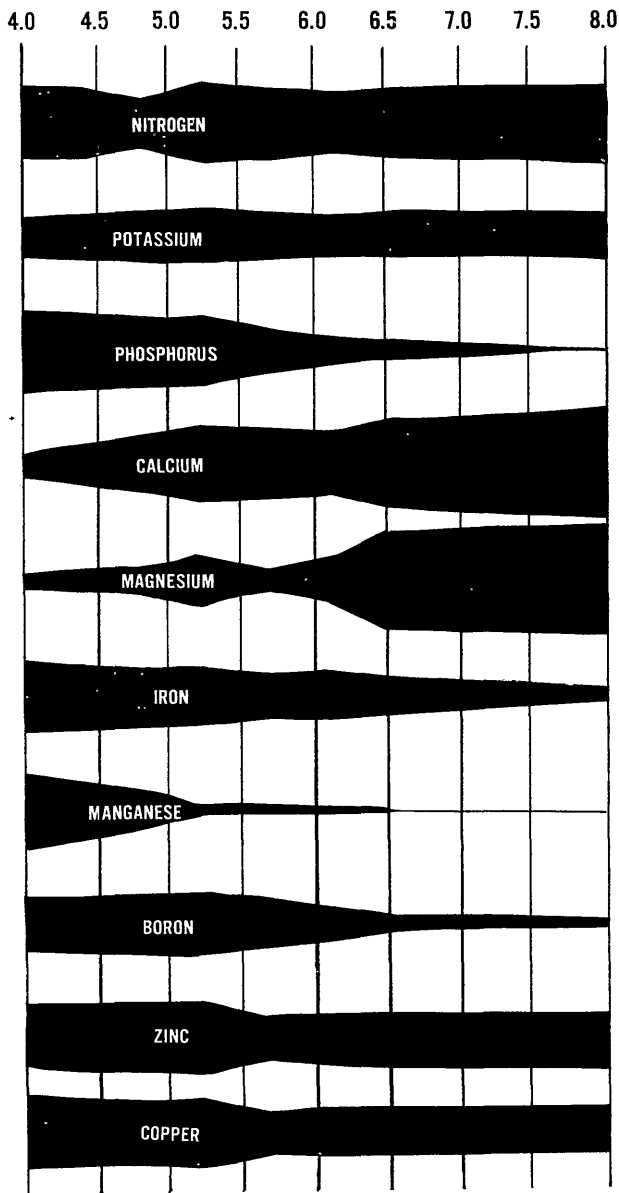 4.0 4.5 5.0 5.5 6.0 6.5 7.0 7.5 8.0
NITROGEN
POTASSIUM
PHOSPHORUS
CALCIUM
MAGNESIUM
IRON
MANGANESE
BORON
ZINC
COPPER